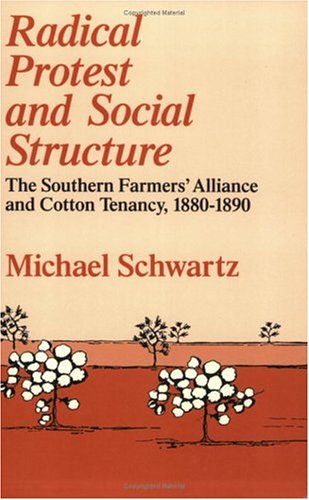 Radical
Protest
and Social
Structure
The Southern Farmers' Alliance
and Cotton Tenancy, 1880-1890
Michael Schwartz